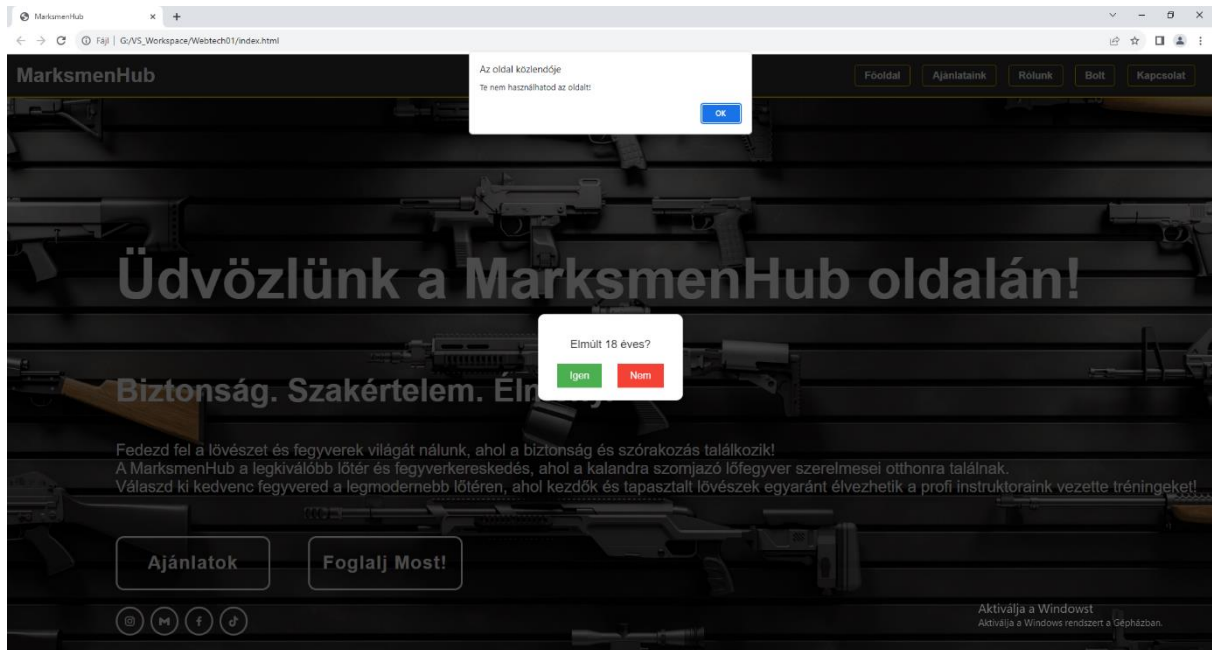 MarksmenHub
Fájl | G:/VS_Workspace/Webtech01/index.html
MarksmenHub
Főoldal
Ajánlataink
Rólunk
Bolt
Kapcsolat
Az oldal közlendője
Te nem használhatod az oldalt!
OK
Üdvözlünk a MarksmenHub oldalán!
Elmúlt 18 éves?
Igen
Nem
Biztonság. Szakértelem.
Fedezd fel a lövészet és fegyverek világát nálunk, ahol a biztonság és szórakozás találkozik!
A MarksmenHub a legkiválóbb lőtér és fegyverkereskedés, ahol a kalandra szomjazó lőfegyver szerelmesei otthonra találnak.
Válaszd ki kedvenc fegyvered a legmodernebb lőtéren, ahol kezdők és tapasztalt lövészek egyaránt élvezhetik a profi instruktoraink vezette tréningeket!
Ajánlatok
Foglalj Most!
Aktiválja a Windowst
Aktiválja a Windows rendszert a Gépházban.